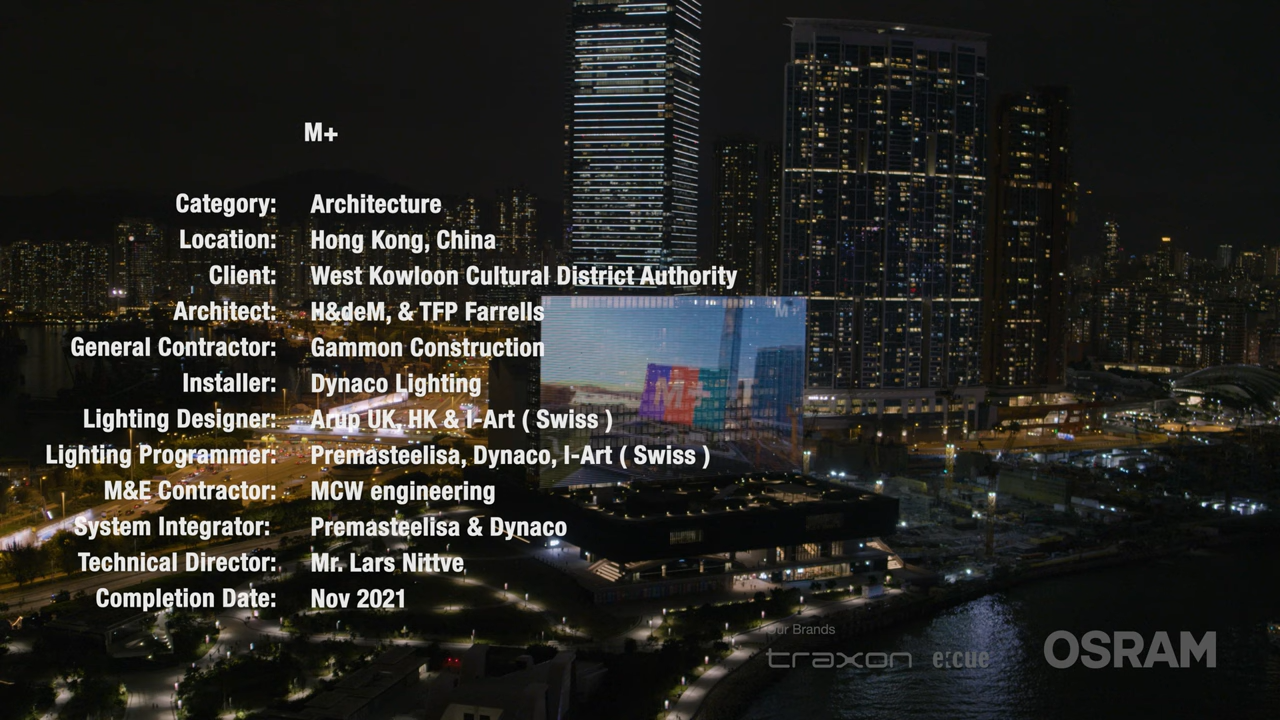 M+
Category: Architecture
Location: Hong Kong, China
Client: West Kowloon Cultural District Authority
Architect: H&deM, & TFP Farrells
General Contractor: Gammon Construction
Installer: Dynaco Lighting
Lighting Designer: Arup UK, HK & I-Art ( Swiss )
Lighting Programmer: Premasteelisa, Dynaco, I-Art ( Swiss )
M&E Contractor: MCW engineering
System Integrator: Premasteelisa & Dynaco
Technical Director: Mr. Lars Nittve
Completion Date: Nov 2021
M+
M+
Our Brands
traxon e:cue
OSRAM